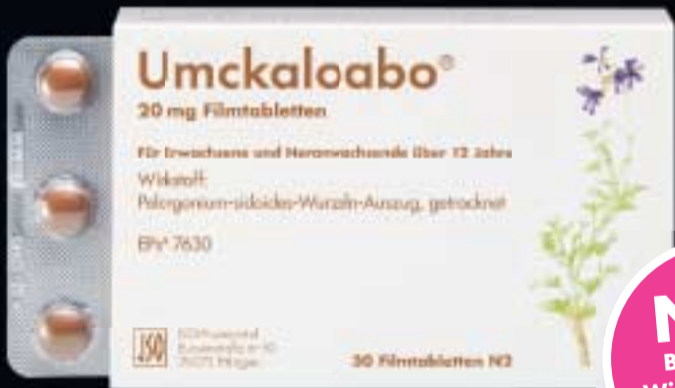 Umckaloabo®
20 mg Filmtabletten
Für Erwachsene und Heranwachsende über 12 Jahre
Wirkstoff:
Pelargonium-sidoides-Wurzeln-Auszug, getrocknet
EPs® 7630
ISO
30 Filmtabletten N2